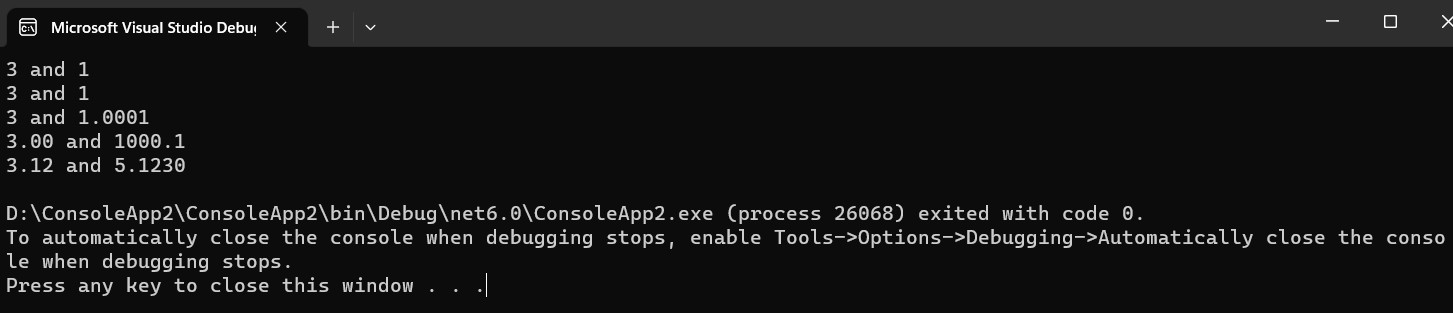 Microsoft Visual Studio Debu
3 and 1
3 and 1
3 and 1.0001
3.00 and 1000.1
3.12 and 5.1230
D:\ConsoleApp2\ConsoleApp2\bin\Debug\net6.0\ConsoleApp2.exe (process 26068) exited with code 0.
To automatically close the console when debugging stops, enable Tools->Options->Debugging->Automatically close the conso
le when debugging stops.
Press any key to close this window . . .